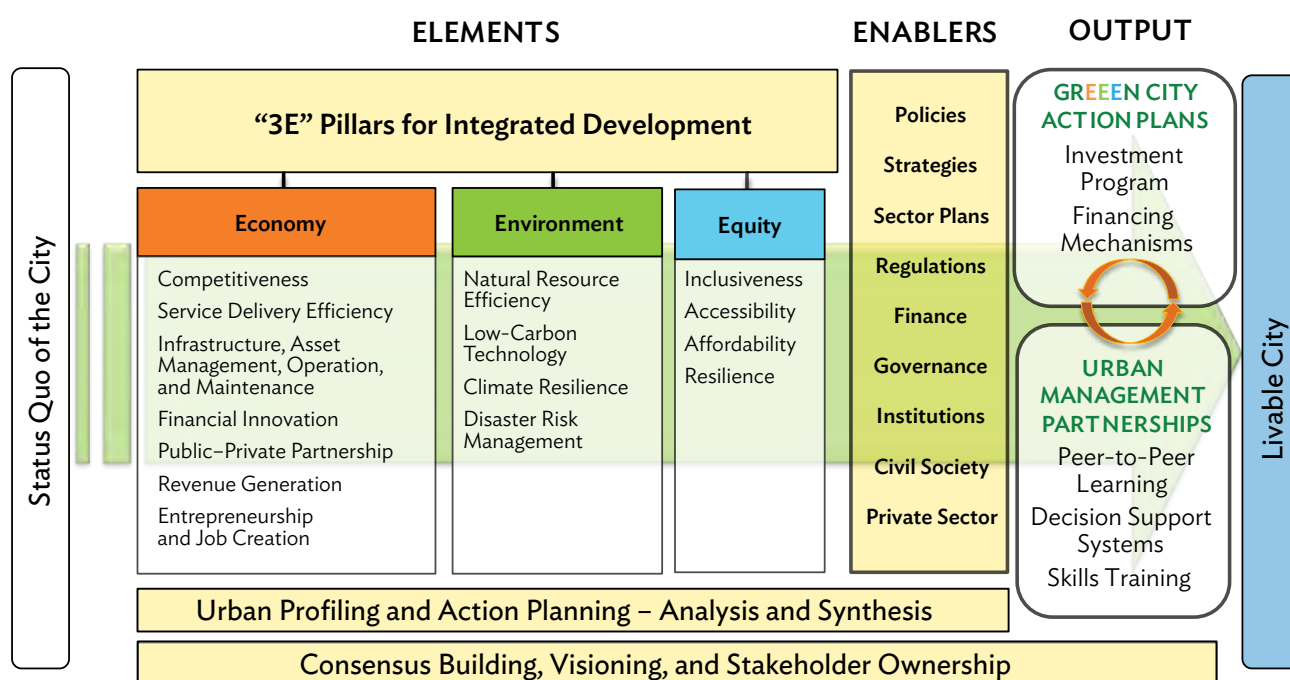 ELEMENTS
ENABLERS
OUTPUT
Status Quo of the City
“3E” Pillars for Integrated Development
Economy
Competitiveness
Service Delivery Efficiency
Infrastructure, Asset
Management, Operation,
and Maintenance
Financial Innovation
Public–Private Partnership
Revenue Generation
Entrepreneurship
and Job Creation
Environment
Natural Resource
Efficiency
Low-Carbon
Technology
Climate Resilience
Disaster Risk
Management
Equity
Inclusiveness
Accessibility
Affordability
Resilience
Policies
Strategies
Sector Plans
Regulations
Finance
Governance
Institutions
Civil Society
Private Sector
GREEEN CITY
ACTION PLANS
Investment
Program
Financing
Mechanisms
URBAN
MANAGEMENT
PARTNERSHIPS
Peer-to-Peer
Learning
Decision Support
Systems
Skills Training
Livable City
Urban Profiling and Action Planning – Analysis and Synthesis
Consensus Building, Visioning, and Stakeholder Ownership